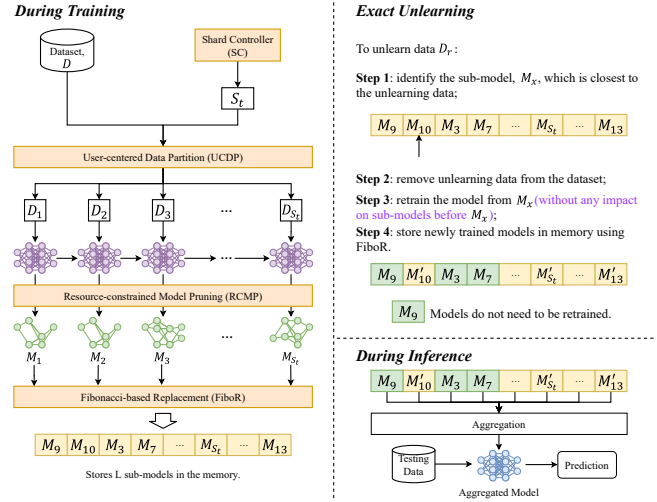 During Training
Dataset,
D
Shard Controller
(SC)
S_t
User-centered Data Partition (UCDP)
D_1
D_2
D_3
...
D_{S_t}
...
Resource-constrained Model Pruning (RCMP)
...
M_1
M_2
M_3
M_{S_t}
Fibonacci-based Replacement (FiboR)
M_9 M_10 M_3 M_7 ... M_{S_t} ... M_13
Stores L sub-models in the memory.
Exact Unlearning
To unlearn data D_r:
Step 1: identify the sub-model, M_x, which is closest to
the unlearning data;
M_9 M_10 M_3 M_7 ... M_{S_t} ... M_13
Step 2: remove unlearning data from the dataset;
Step 3: retrain the model from M_x (without any impact
on sub-models before M_x);
Step 4: store newly trained models in memory using
FiboR.
M_9 M'_10 M_3 M_7 ... M'_{S_t} ... M'_13
M_9 Models do not need to be retrained.
During Inference
M_9 M'_10 M_3 M_7 ... M'_{S_t} ... M'_13
Aggregation
Testing
Data
Prediction
Aggregated Model